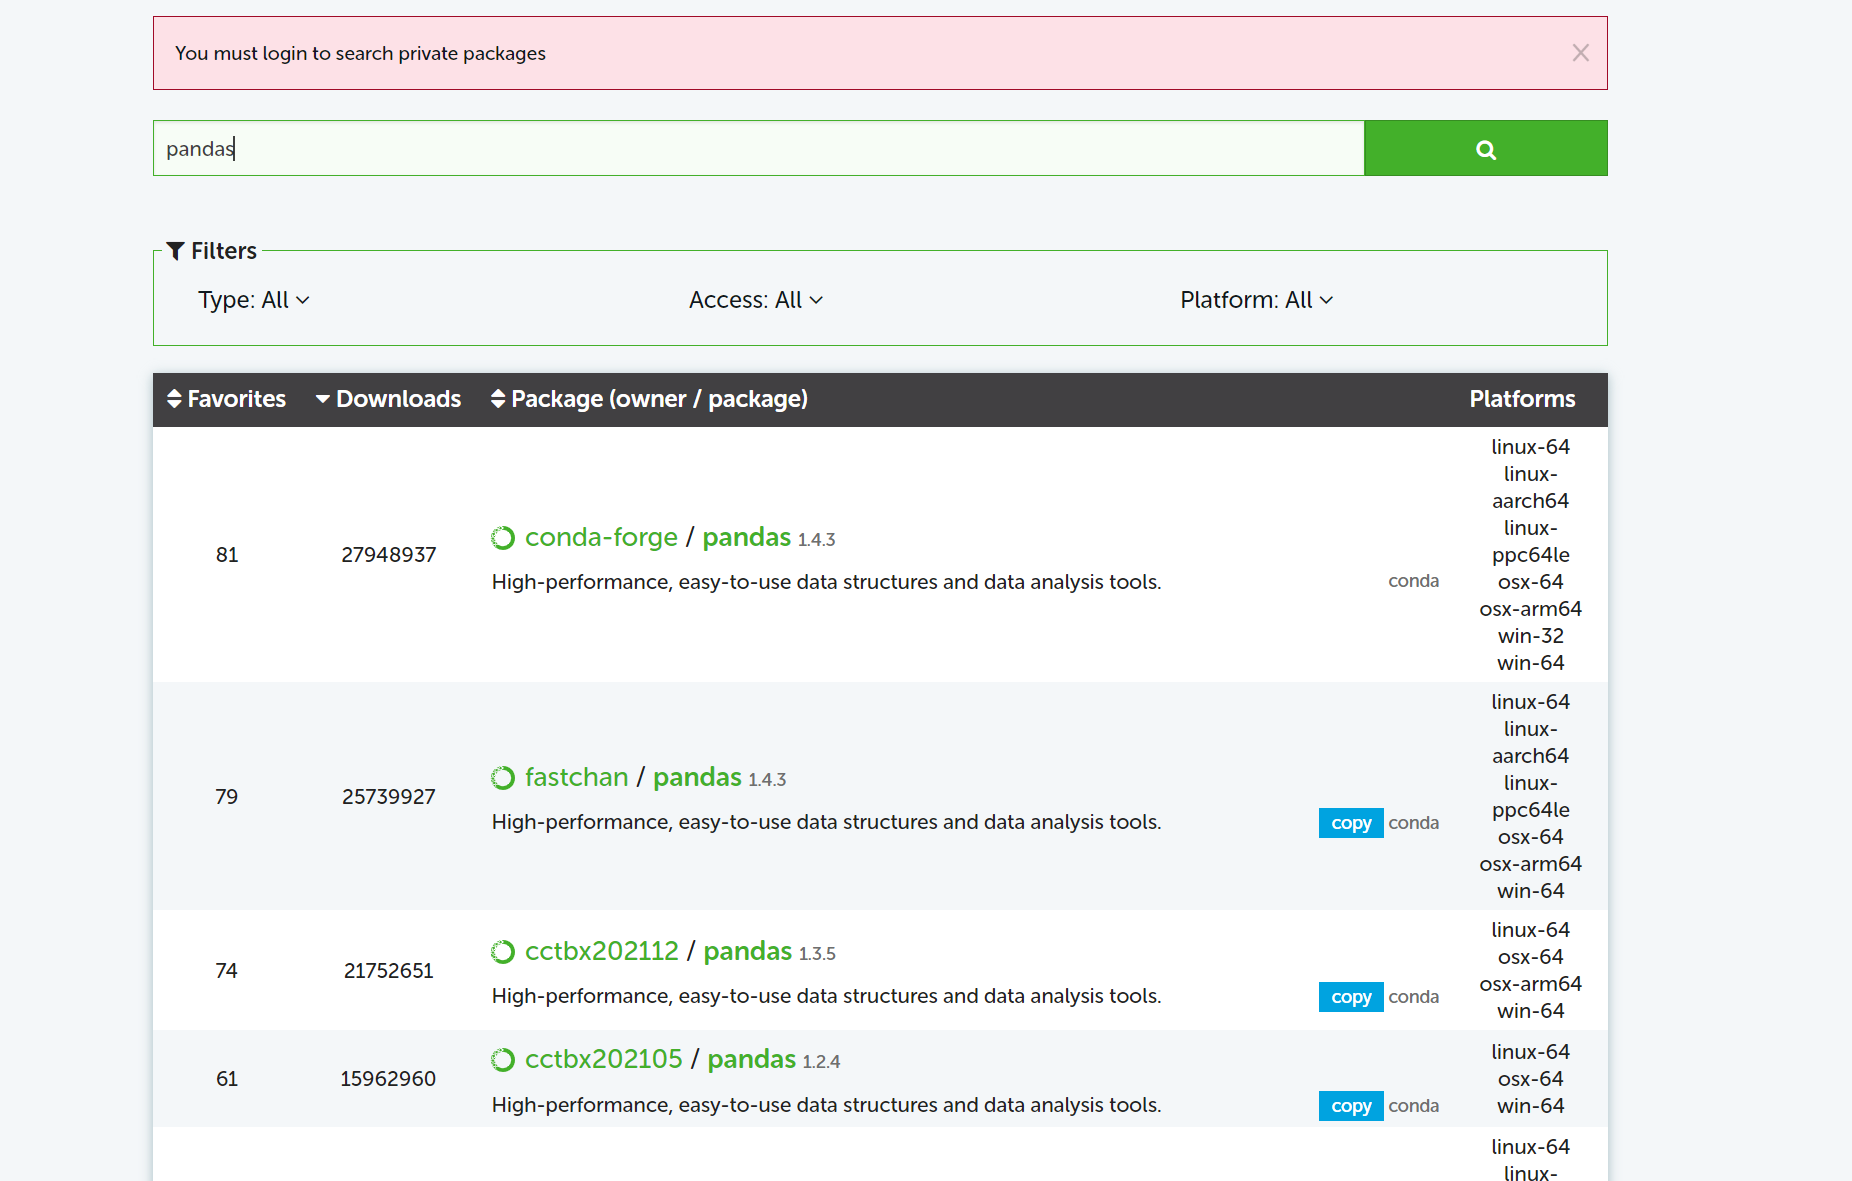 You must login to search private packages
pandas
Filters
Type: All
Access: All
Platform: All
Favorites
Downloads
Package (owner / package)
Platforms
81
27948937
conda-forge / pandas 1.4.3
High-performance, easy-to-use data structures and data analysis tools.
conda
linux-64
linux-
aarch64
linux-
ppc64le
osx-64
osx-arm64
win-32
win-64
79
25739927
fastchan / pandas 1.4.3
High-performance, easy-to-use data structures and data analysis tools.
copy conda
linux-64
linux-
aarch64
linux-
ppc64le
osx-64
osx-arm64
win-64
74
21752651
cctbx202112 / pandas 1.3.5
High-performance, easy-to-use data structures and data analysis tools.
copy conda
linux-64
osx-64
osx-arm64
win-64
61
15962960
cctbx202105 / pandas 1.2.4
High-performance, easy-to-use data structures and data analysis tools.
copy conda
linux-64
osx-64
win-64
linux-64
linux-